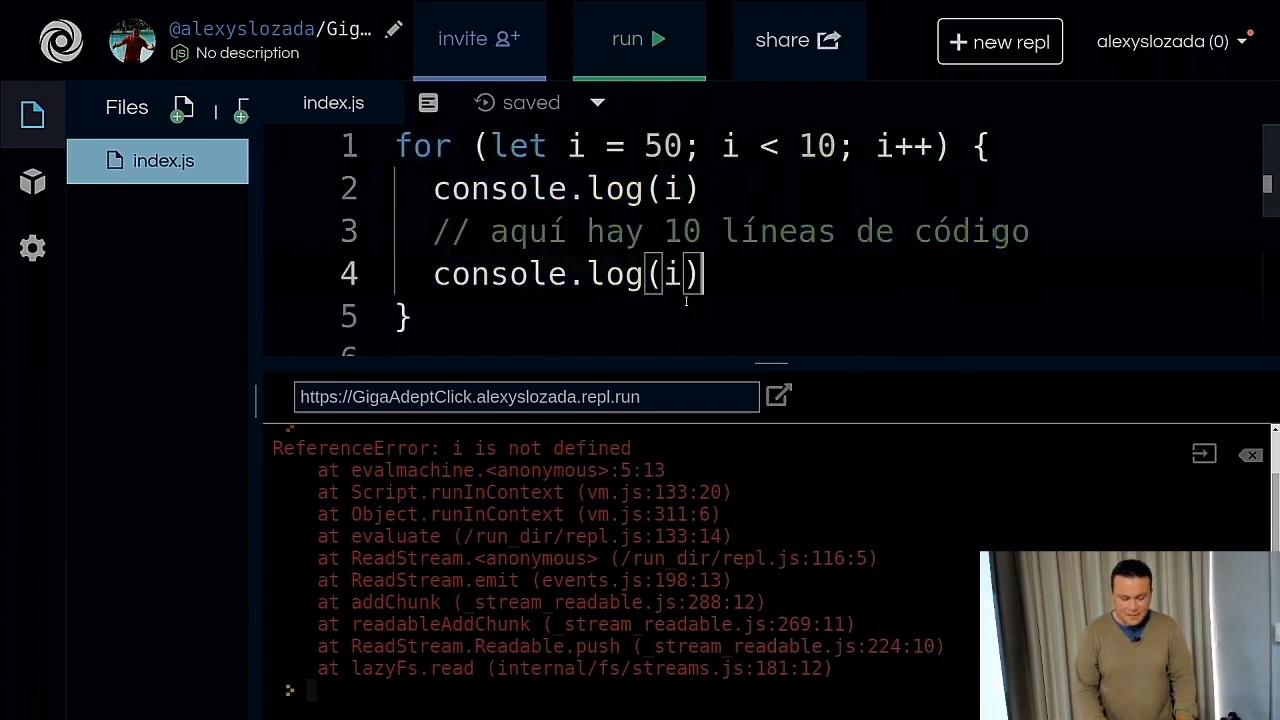 @alexyslozada/Gig...
No description
invite
run
share
+ new repl
alexyslozada (0)
Files
index.js
saved
index.js
1 for (let i = 50; i < 10; i++) {
2 console.log(i)
3 // aquí hay 10 líneas de código
4 console.log(i)
5 }
6
https://GigaAdeptClick.alexyslozada.repl.run
ReferenceError: i is not defined
at evalmachine.<anonymous>:5:13
at Script.runInContext (vm.js:133:20)
at Object.runInContext (vm.js:311:6)
at evaluate (/run_dir/repl.js:133:14)
at ReadStream.<anonymous> (/run_dir/repl.js:116:5)
at ReadStream.emit (events.js:198:13)
at addChunk (_stream_readable.js:288:12)
at readableAddChunk (_stream_readable.js:269:11)
at ReadStream.Readable.push (_stream_readable.js:224:10)
at lazyFs.read (internal/fs/streams.js:181:12)